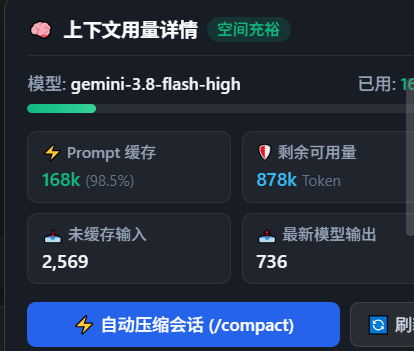 上下文用量详情 空间充裕
模型: gemini-3.8-flash-high 已用: 16
Prompt 缓存 剩余可用量
168k (98.5%) 878k Token
未缓存输入 最新模型输出
2,569 736
自动压缩会话 (/compact) 刷